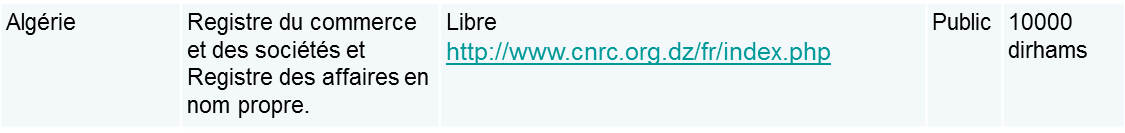 Algérie
Registre du commerce
et des sociétés et
Registre des affaires en
nom propre.
Libre
http://www.cnrc.org.dz/fr/index.php
Public
10000
dirhams